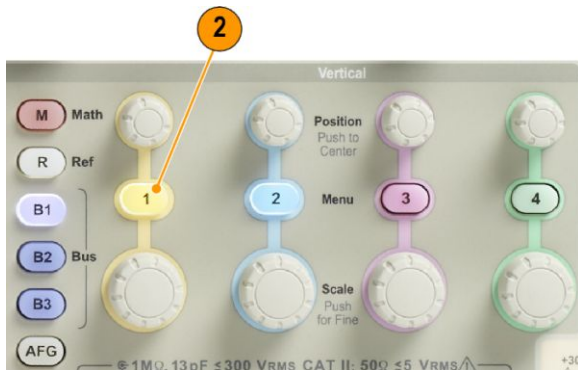 2
Vertical
M Math
Position
Push to
Center
R Ref
B1
1
2
Menu
3
4
B2 Bus
B3
Scale
Push
for Fine
AFG
1MΩ, 13pF ≤300 VRMS CAT II; 50Ω ≤5 VRMS